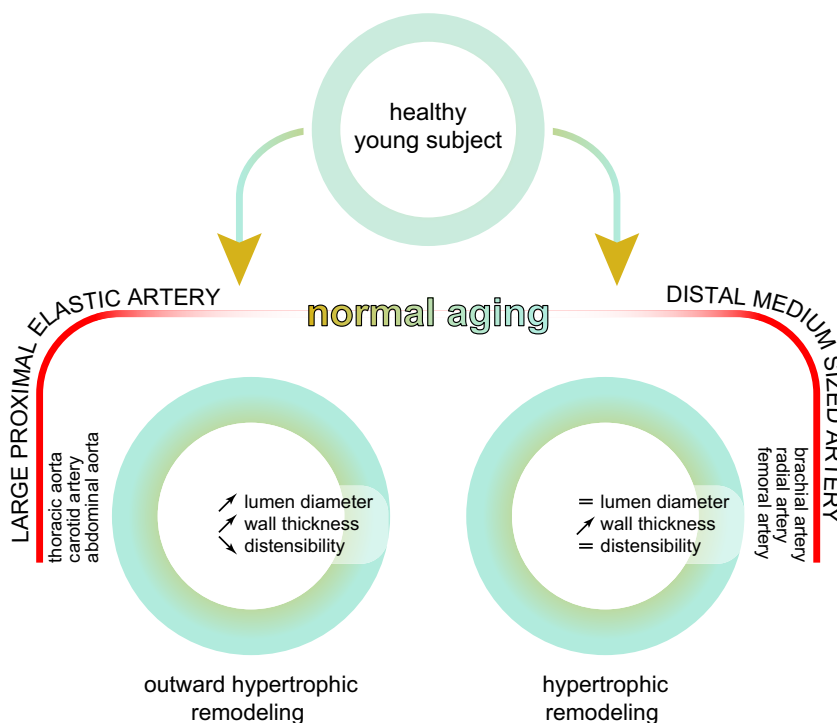 healthy
young subject
LARGE PROXIMAL ELASTIC ARTERY
normal aging
DISTAL MEDIUM SIZED ARTERY
thoracic aorta
carotid artery
abdominal aorta
↗ lumen diameter
↗ wall thickness
↘ distensibility
= lumen diameter
↗ wall thickness
= distensibility
brachial artery
radial artery
femoral artery
outward hypertrophic
remodeling
hypertrophic
remodeling